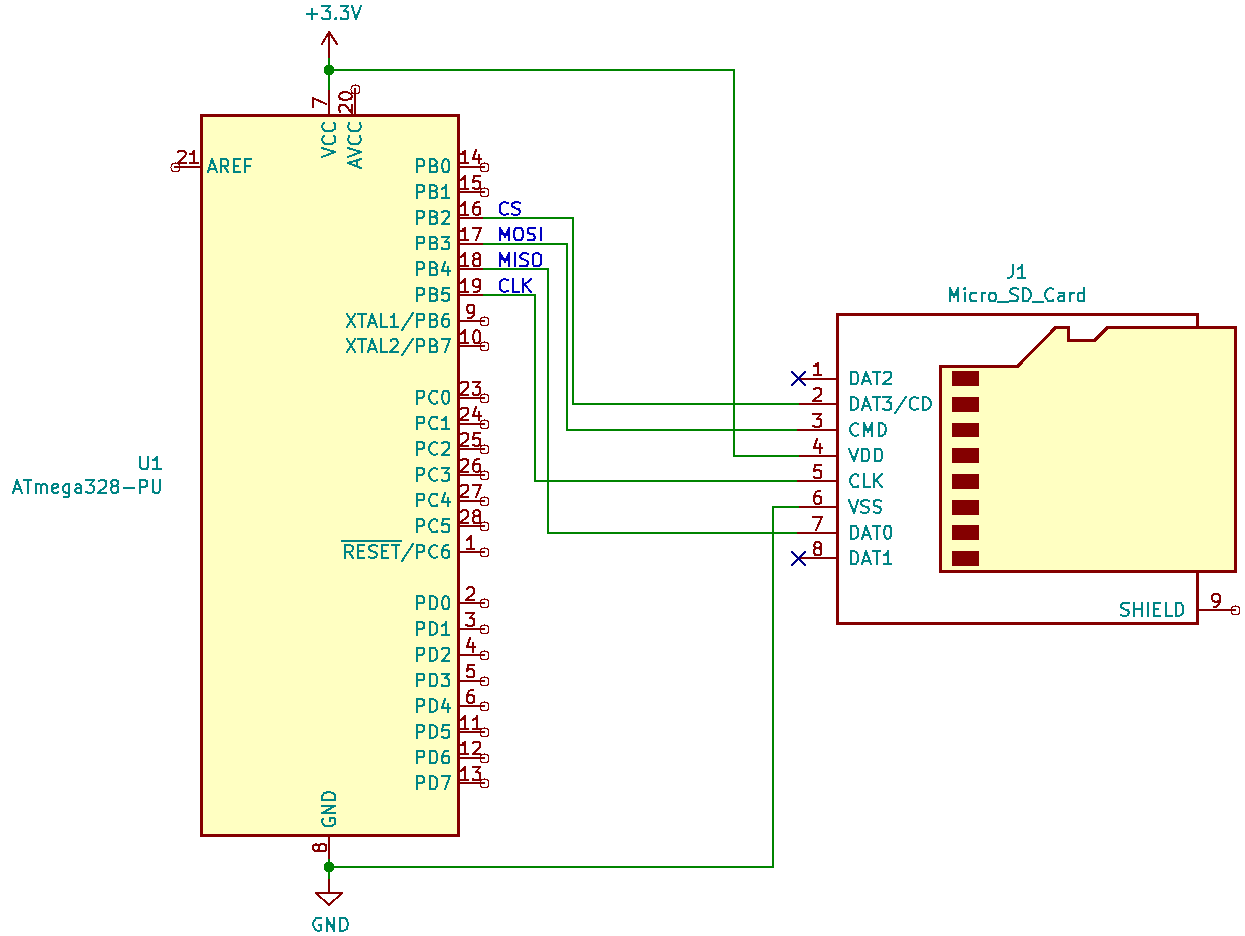 +3.3V
7
20
VCC
AVCC
21
AREF
PB0
14
PB1
15
PB2
16
CS
PB3
17
MOSI
PB4
18
MISO
PB5
19
CLK
XTAL1/PB6
9
XTAL2/PB7
10
PC0
23
PC1
24
PC2
25
PC3
26
PC4
27
PC5
28
RESET/PC6
1
PD0
2
PD1
3
PD2
4
PD3
5
PD4
6
PD5
11
PD6
12
PD7
13
U1
ATmega328-PU
GND
8
GND
J1
Micro_SD_Card
1
DAT2
2
DAT3/CD
3
CMD
4
VDD
5
CLK
6
VSS
7
DAT0
8
DAT1
SHIELD
9